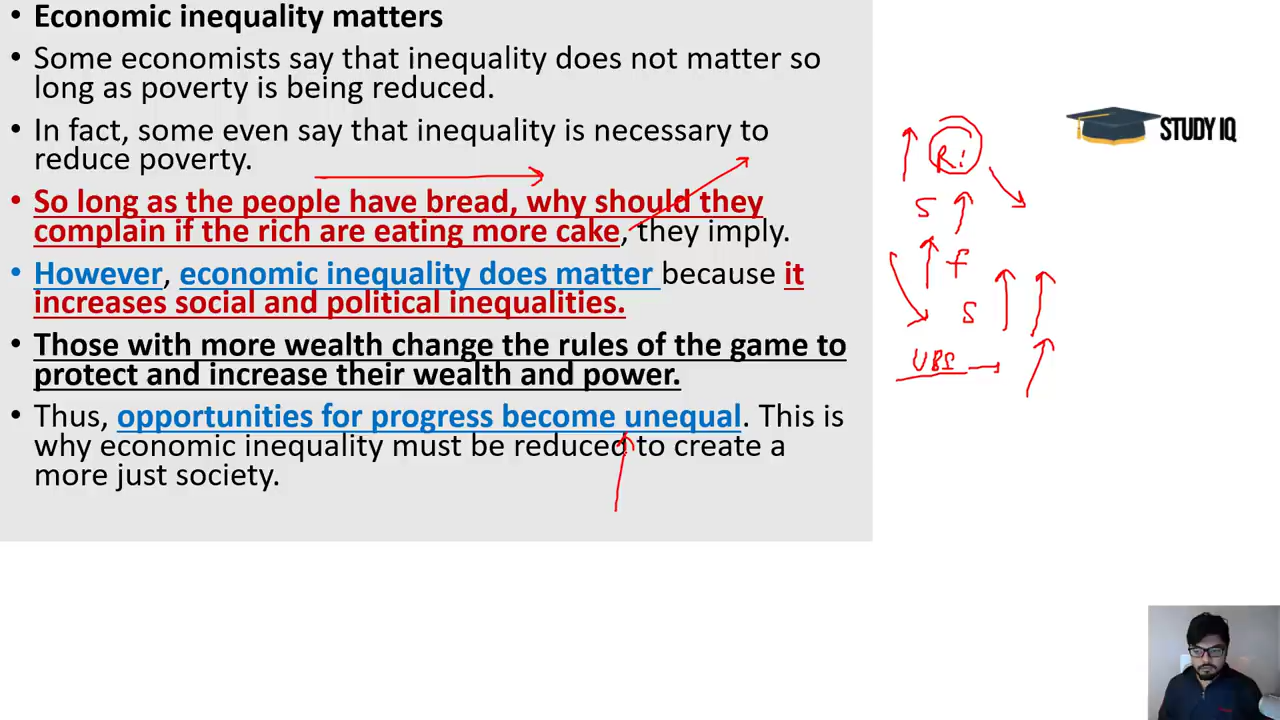 • Economic inequality matters
• Some economists say that inequality does not matter so
long as poverty is being reduced.
• In fact, some even say that inequality is necessary to
reduce poverty.
• So long as the people have bread, why should they
complain if the rich are eating more cake, they imply.
• However, economic inequality does matter because it
increases social and political inequalities.
• Those with more wealth change the rules of the game to
protect and increase their wealth and power.
• Thus, opportunities for progress become unequal. This is
why economic inequality must be reduced to create a
more just society.
STUDY IQ
Ri
S
f
S
UBI